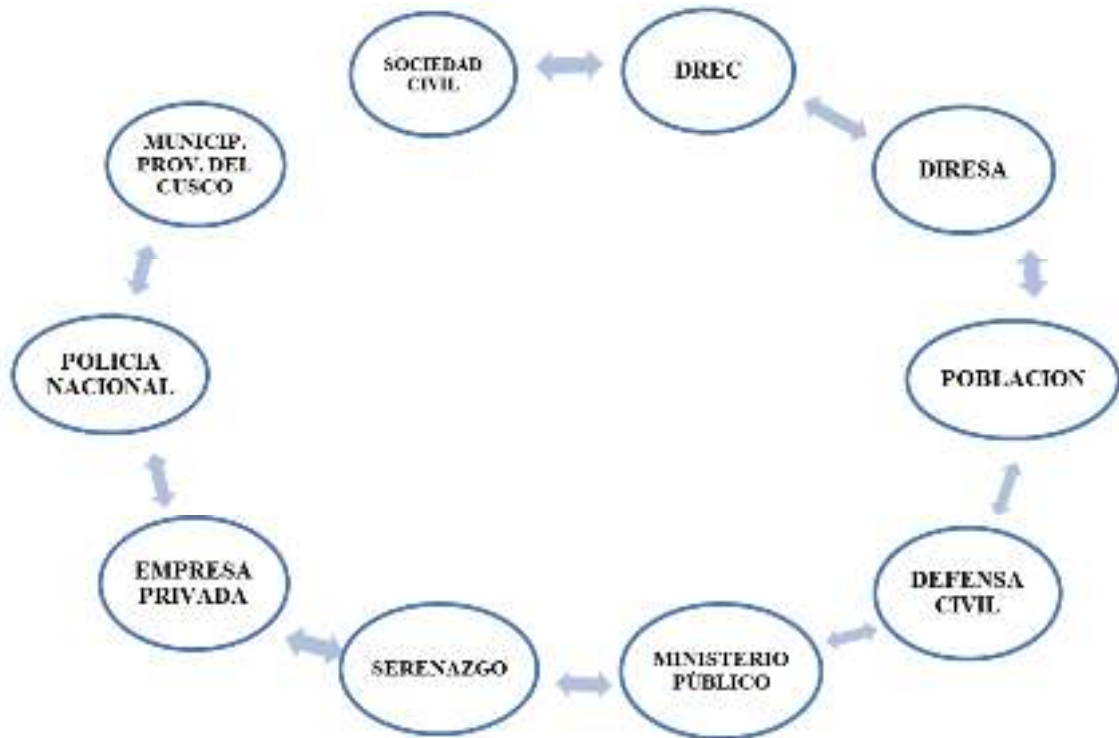 SOCIEDAD
CIVIL
DREC
DIRESA
POBLACION
DEFENSA
CIVIL
MINISTERIO
PÚBLICO
SERENAZGO
EMPRESA
PRIVADA
POLICIA
NACIONAL
MUNICIP.
PROV. DEL
CUSCO